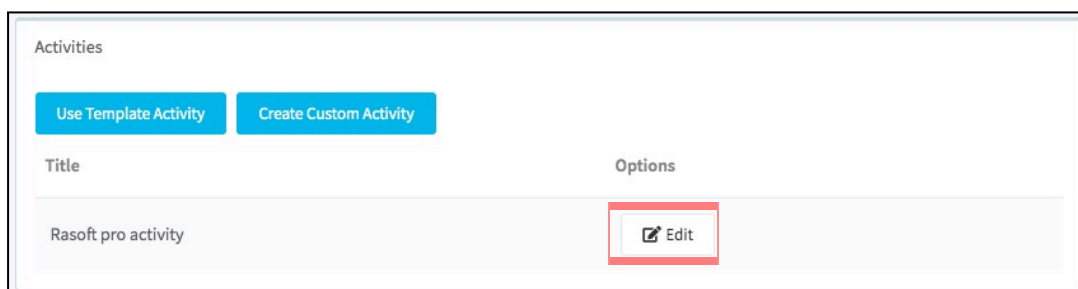 Activities
Use Template Activity Create Custom Activity
Title Options
Rasoft pro activity Edit